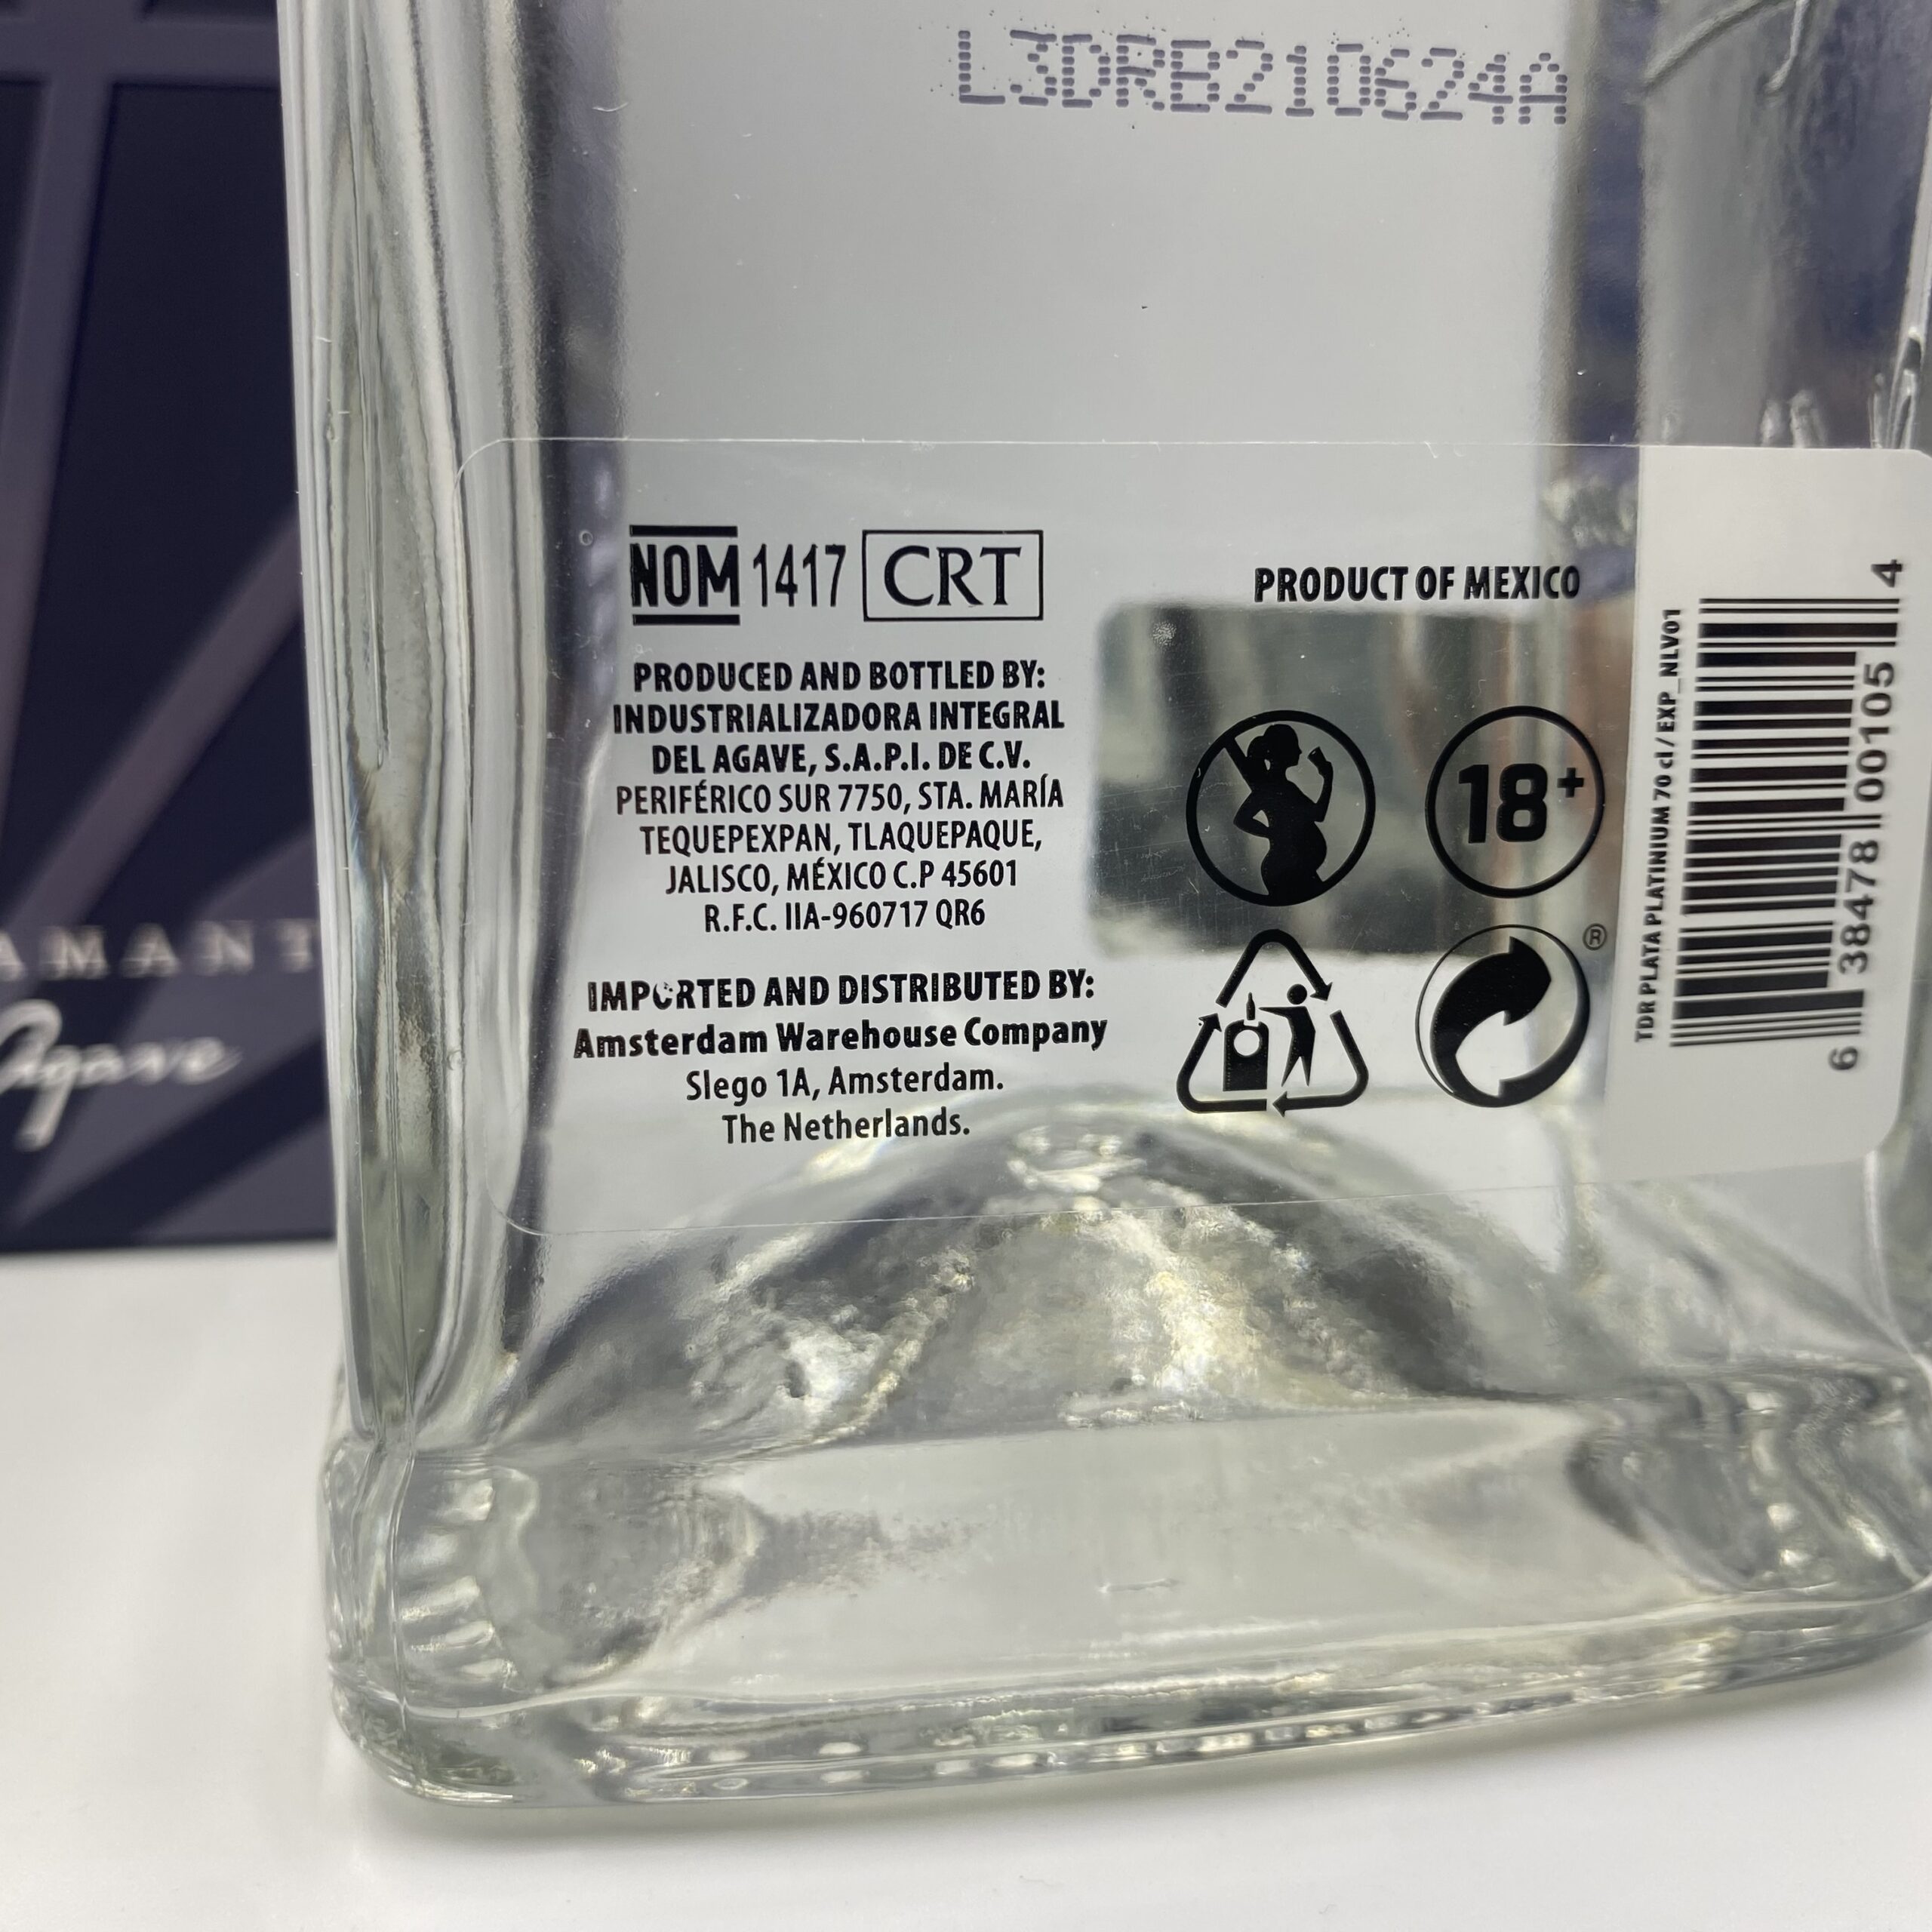 L3DRB210624A
NOM 1417 CRT
PRODUCED AND BOTTLED BY:
INDUSTRIALIZADORA INTEGRAL
DEL AGAVE, S.A.P.I. DE C.V.
PERIFÉRICO SUR 7750, STA. MARÍA
TEQUEPEXPAN, TLAQUEPAQUE,
JALISCO, MÉXICO C.P 45601
R.F.C. IIA-960717 QR6
IMPORTED AND DISTRIBUTED BY:
Amsterdam Warehouse Company
Slego 1A, Amsterdam.
The Netherlands.
PRODUCT OF MEXICO
18+
®
TDR PLATA PLATINIUM 70 cl / EXP_NLV01
6 38478 00105 4
AMANT
Agave